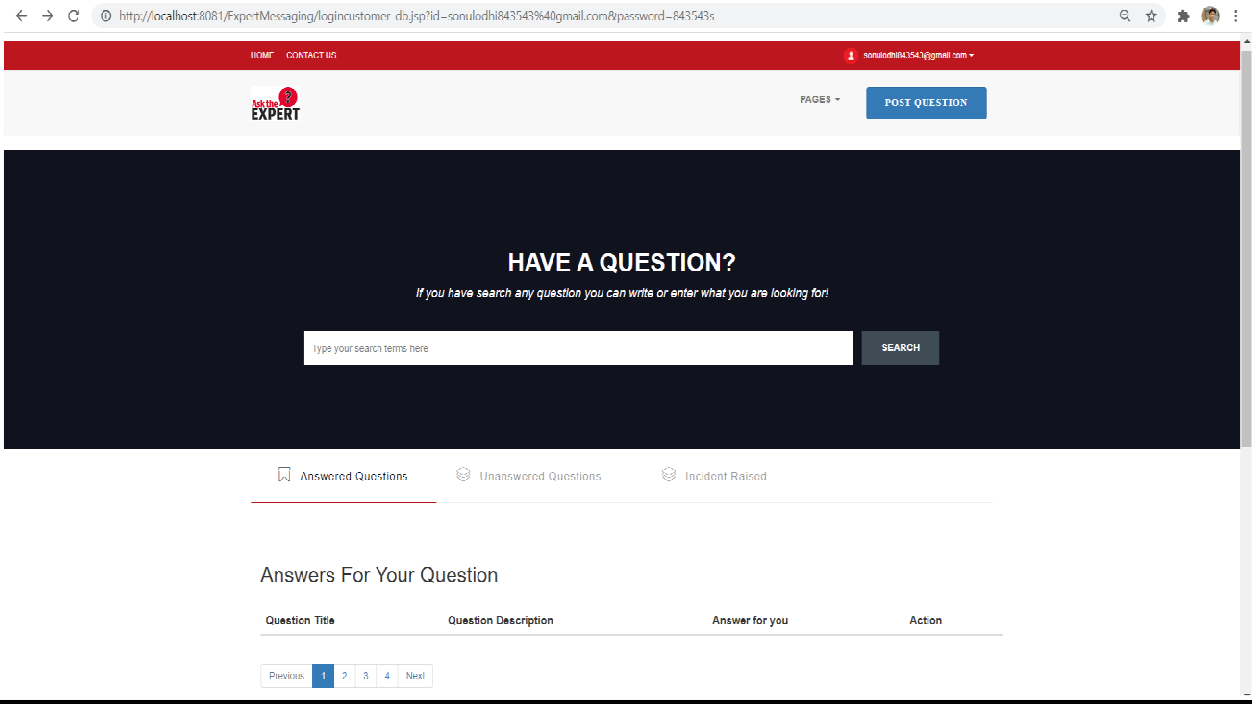 http://localhost:8081/ExpertMessaging/logincustomer_db.jsp?id=sonulodhi843543%40gmail.com&password=843543s
HOME CONTACT US sonulodhi843543@gmail.com
Ask the ? EXPERT
PAGES POST QUESTION
HAVE A QUESTION?
If you have search any question you can write or enter what you are looking for!
Type your search terms here SEARCH
Answered Questions Unanswered Questions Incident Raised
Answers For Your Question
Question Title Question Description Answer for you Action
Previous 1 2 3 4 Next